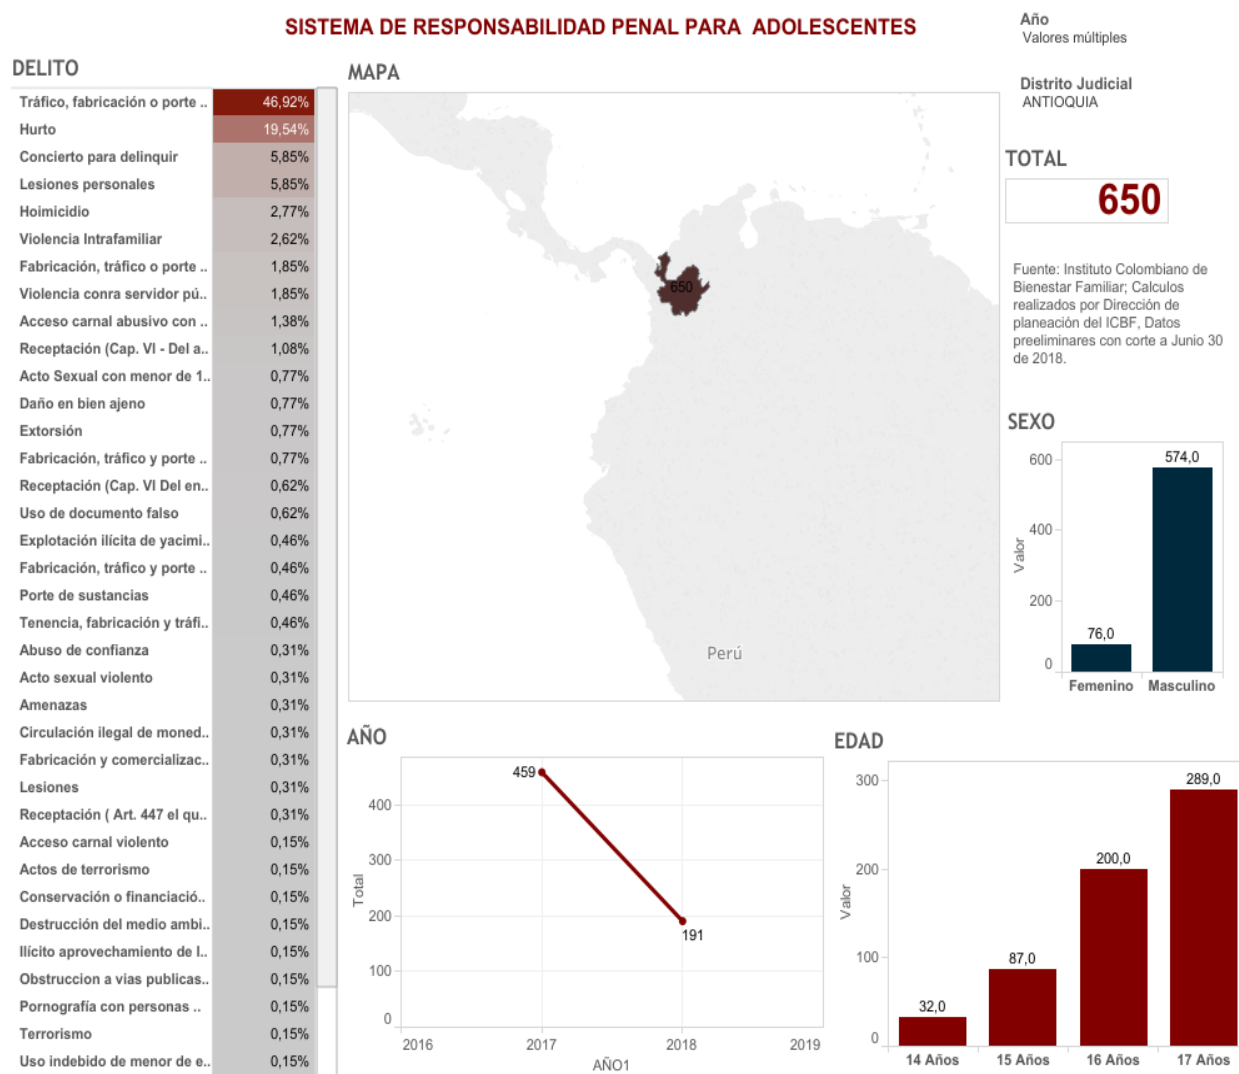 SISTEMA DE RESPONSABILIDAD PENAL PARA ADOLESCENTES
Año
Valores múltiples
Distrito Judicial
ANTIOQUIA
DELITO
Tráfico, fabricación o porte .. 46,92%
Hurto 19,54%
Concierto para delinquir 5,85%
Lesiones personales 5,85%
Hoimicidio 2,77%
Violencia Intrafamiliar 2,62%
Fabricación, tráfico o porte .. 1,85%
Violencia conra servidor pú.. 1,85%
Acceso carnal abusivo con .. 1,38%
Receptación (Cap. VI - Del a.. 1,08%
Acto Sexual con menor de 1.. 0,77%
Daño en bien ajeno 0,77%
Extorsión 0,77%
Fabricación, tráfico y porte .. 0,77%
Receptación (Cap. VI Del en.. 0,62%
Uso de documento falso 0,62%
Explotación ilícita de yacimi.. 0,46%
Fabricación, tráfico y porte .. 0,46%
Porte de sustancias 0,46%
Tenencia, fabricación y tráfi.. 0,46%
Abuso de confianza 0,31%
Acto sexual violento 0,31%
Amenazas 0,31%
Circulación ilegal de moned.. 0,31%
Fabricación y comercializac.. 0,31%
Lesiones 0,31%
Receptación ( Art. 447 el qu.. 0,31%
Acceso carnal violento 0,15%
Actos de terrorismo 0,15%
Conservación o financiació.. 0,15%
Destrucción del medio ambi.. 0,15%
Ilícito aprovechamiento de l.. 0,15%
Obstruccion a vias publicas.. 0,15%
Pornografía con personas .. 0,15%
Terrorismo 0,15%
Uso indebido de menor de e.. 0,15%
MAPA
650
Perú
TOTAL
650
Fuente: Instituto Colombiano de
Bienestar Familiar; Calculos
realizados por Dirección de
planeación del ICBF, Datos
preeliminares con corte a Junio 30
de 2018.
SEXO
Valor
600
400
200
0
574,0
76,0
Femenino Masculino
AÑO
Total
400
300
200
100
0
459
191
2016 2017 2018 2019
AÑO1
EDAD
Valor
300
200
100
0
32,0
87,0
200,0
289,0
14 Años 15 Años 16 Años 17 Años